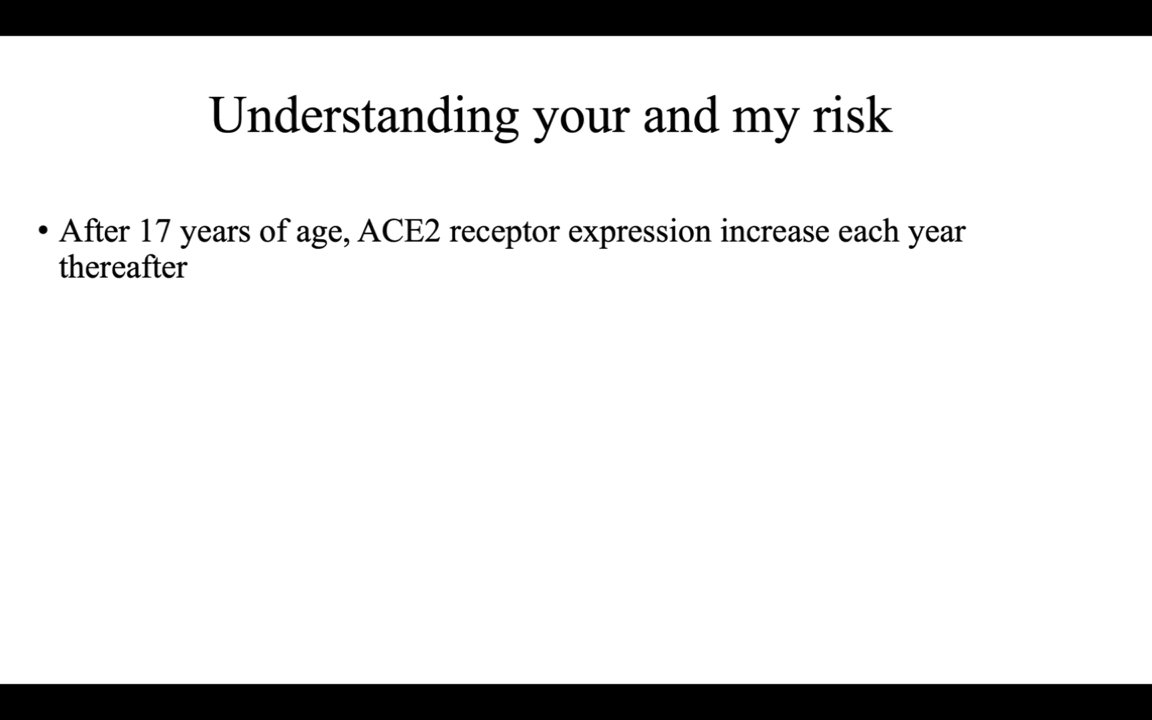 Understanding your and my risk
• After 17 years of age, ACE2 receptor expression increase each year
thereafter